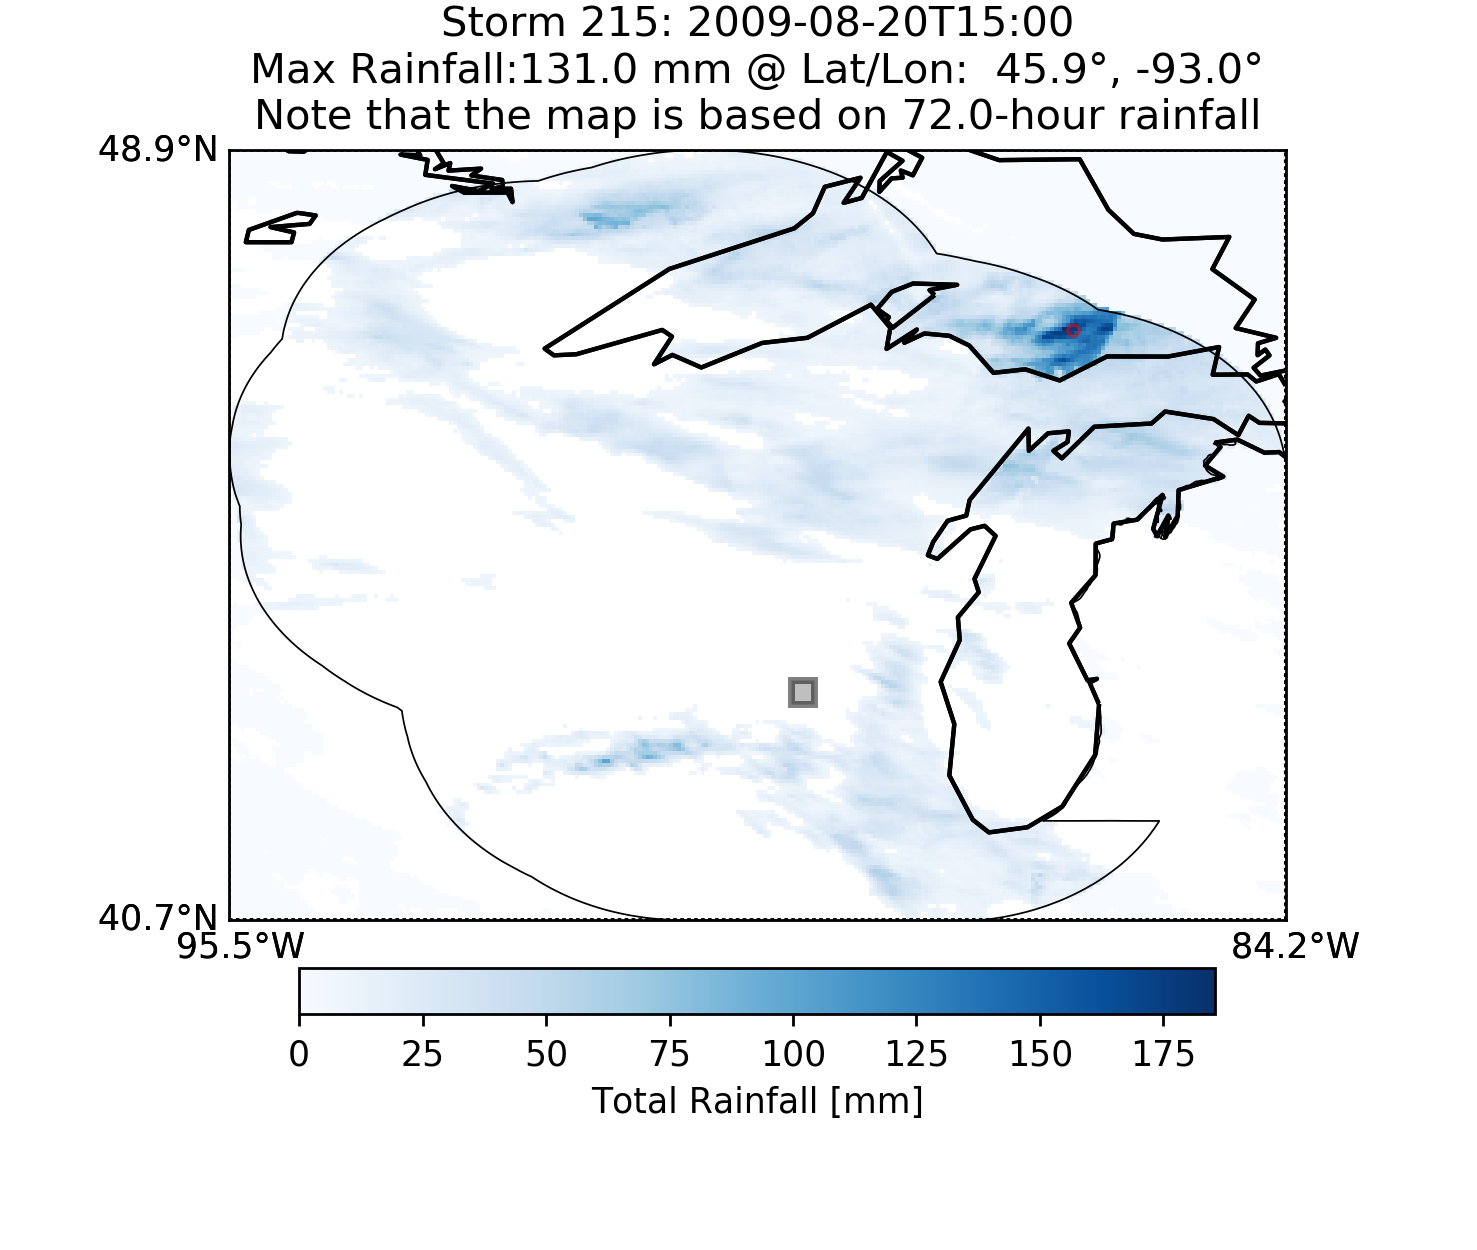 Storm 215: 2009-08-20T15:00
Max Rainfall:131.0 mm @ Lat/Lon:  45.9°, -93.0°
Note that the map is based on 72.0-hour rainfall
48.9°N
40.7°N
95.5°W 84.2°W
0 25 50 75 100 125 150 175
Total Rainfall [mm]